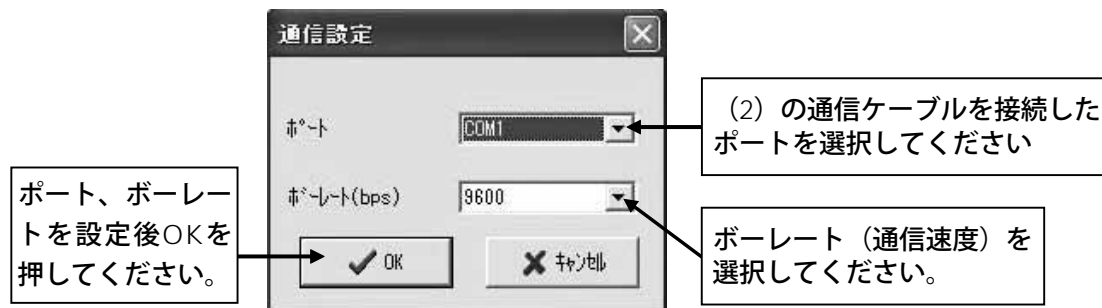 通信設定
ﾎﾟｰﾄ
COM1
（2）の通信ケーブルを接続した
ポートを選択してください
ﾎﾞｰﾚｰﾄ(bps)
9600
ポート、ボーレー
トを設定後OKを
押してください。
OK
ｷｬﾝｾﾙ
ボーレート（通信速度）を
選択してください。